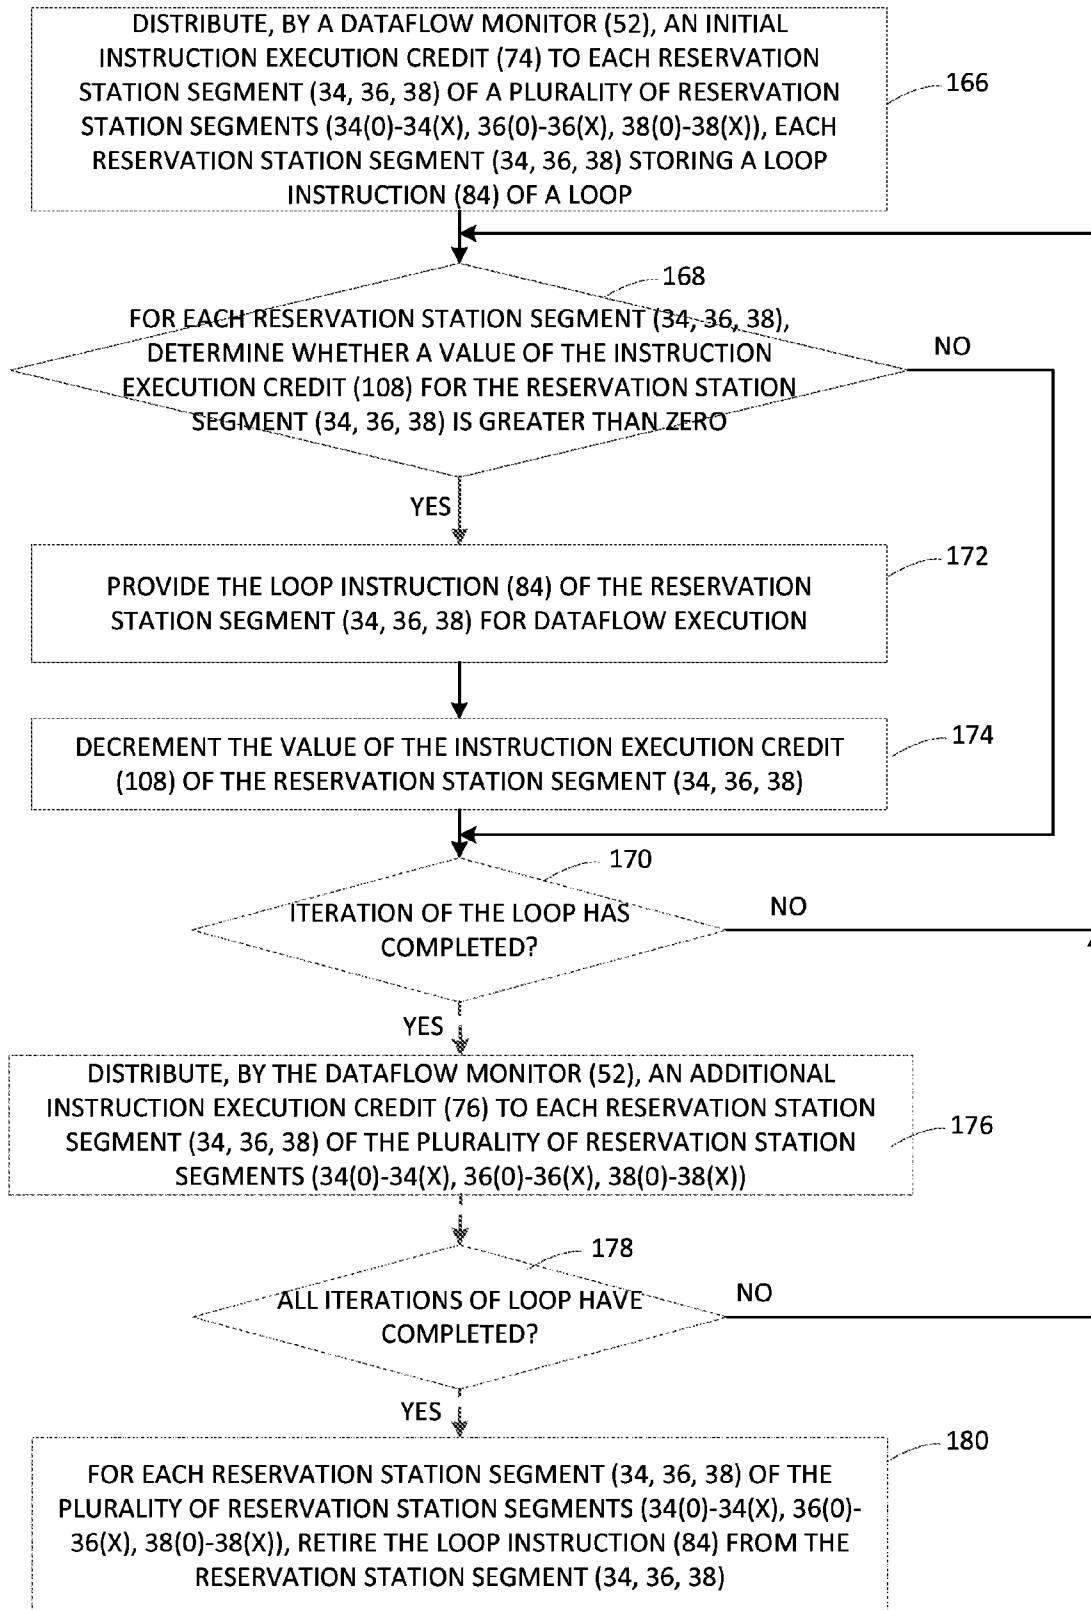 DISTRIBUTE, BY A DATAFLOW MONITOR (52), AN INITIAL
INSTRUCTION EXECUTION CREDIT (74) TO EACH RESERVATION
STATION SEGMENT (34, 36, 38) OF A PLURALITY OF RESERVATION
STATION SEGMENTS (34(0)-34(X), 36(0)-36(X), 38(0)-38(X)), EACH
RESERVATION STATION SEGMENT (34, 36, 38) STORING A LOOP
INSTRUCTION (84) OF A LOOP
166
168
FOR EACH RESERVATION STATION SEGMENT (34, 36, 38),
DETERMINE WHETHER A VALUE OF THE INSTRUCTION
EXECUTION CREDIT (108) FOR THE RESERVATION STATION
SEGMENT (34, 36, 38) IS GREATER THAN ZERO
NO
YES
172
PROVIDE THE LOOP INSTRUCTION (84) OF THE RESERVATION
STATION SEGMENT (34, 36, 38) FOR DATAFLOW EXECUTION
174
DECREMENT THE VALUE OF THE INSTRUCTION EXECUTION CREDIT
(108) OF THE RESERVATION STATION SEGMENT (34, 36, 38)
170
ITERATION OF THE LOOP HAS
COMPLETED?
NO
YES
DISTRIBUTE, BY THE DATAFLOW MONITOR (52), AN ADDITIONAL
INSTRUCTION EXECUTION CREDIT (76) TO EACH RESERVATION STATION
SEGMENT (34, 36, 38) OF THE PLURALITY OF RESERVATION STATION
SEGMENTS (34(0)-34(X), 36(0)-36(X), 38(0)-38(X))
176
178
ALL ITERATIONS OF LOOP HAVE
COMPLETED?
NO
YES
180
FOR EACH RESERVATION STATION SEGMENT (34, 36, 38) OF THE
PLURALITY OF RESERVATION STATION SEGMENTS (34(0)-34(X), 36(0)-
36(X), 38(0)-38(X)), RETIRE THE LOOP INSTRUCTION (84) FROM THE
RESERVATION STATION SEGMENT (34, 36, 38)